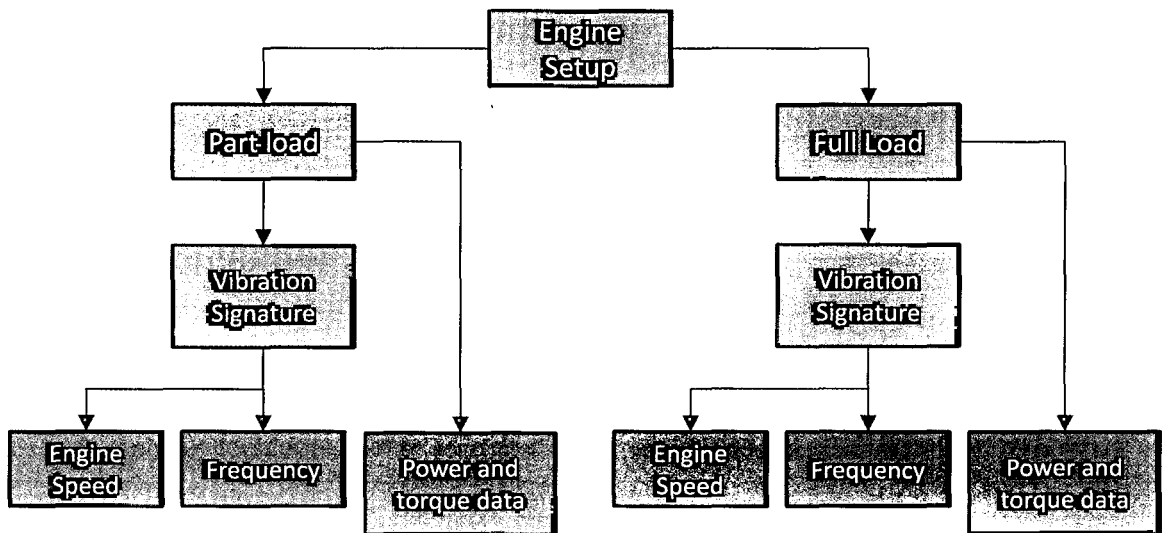 Engine
Setup
Part load
Full Load
Vibration
Signature
Vibration
Signature
Engine
Speed
Frequency
Power and
torque data
Engine
Speed
Frequency
Power and
torque data